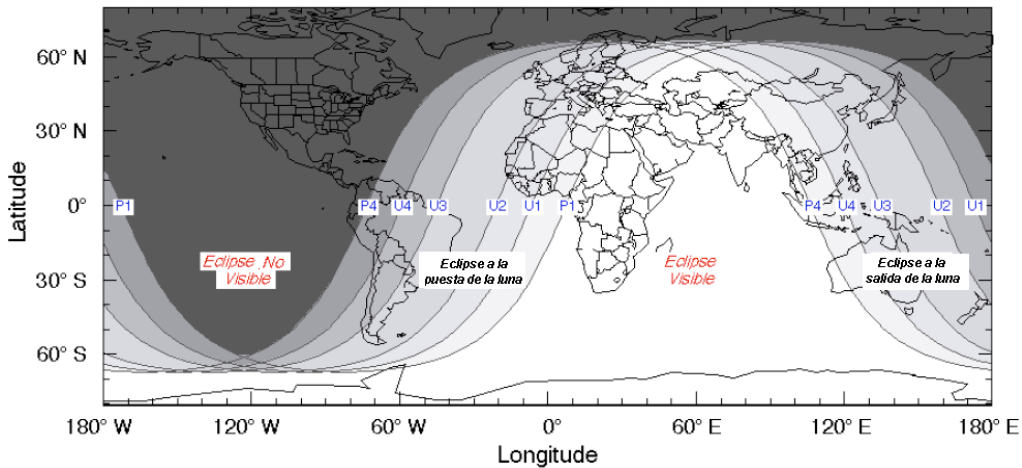 60° N
30° N
Latitude
0°
30° S
60° S
P1
P4
U4
U3
U2
U1
P1
P4
U4
U3
U2
U1
Eclipse .No
Visible
Eclipse a la
puesta de la luna
Eclipse
Visible
Eclipse a la
salida de la luna
180° W
120° W
60° W
0°
60° E
120° E
180° E
Longitude